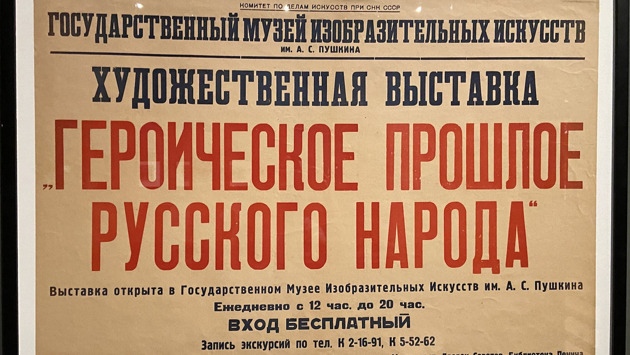 КОМИТЕТ ПО ДЕЛАМ ИСКУССТВ ПРИ СНК СССР
ГОСУДАРСТВЕННЫЙ МУЗЕЙ ИЗОБРАЗИТЕЛЬНЫХ ИСКУССТВ
ИМ. А. С. ПУШКИНА
ХУДОЖЕСТВЕННАЯ ВЫСТАВКА
„ГЕРОИЧЕСКОЕ ПРОШЛОЕ
РУССКОГО НАРОДА“
Выставка открыта в Государственном Музее Изобразительных Искусств им. А. С. Пушкина
Ежедневно с 12 час. до 20 час.
ВХОД БЕСПЛАТНЫЙ
Запись экскурсий по тел. К 2-16-91, К 5-52-62